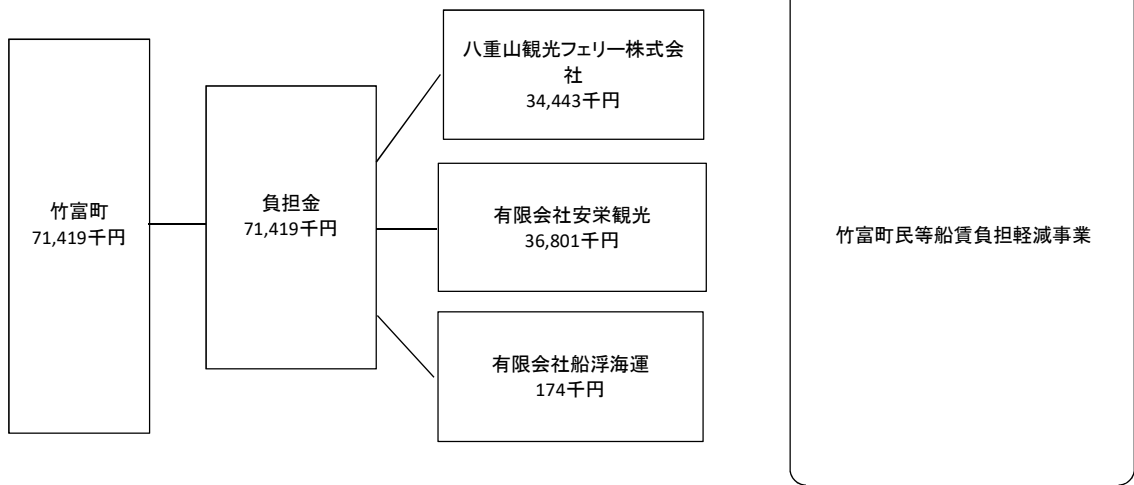 竹富町
71,419千円
負担金
71,419千円
八重山観光フェリー株式会
社
34,443千円
有限会社安栄観光
36,801千円
有限会社船浮海運
174千円
竹富町民等船賃負担軽減事業